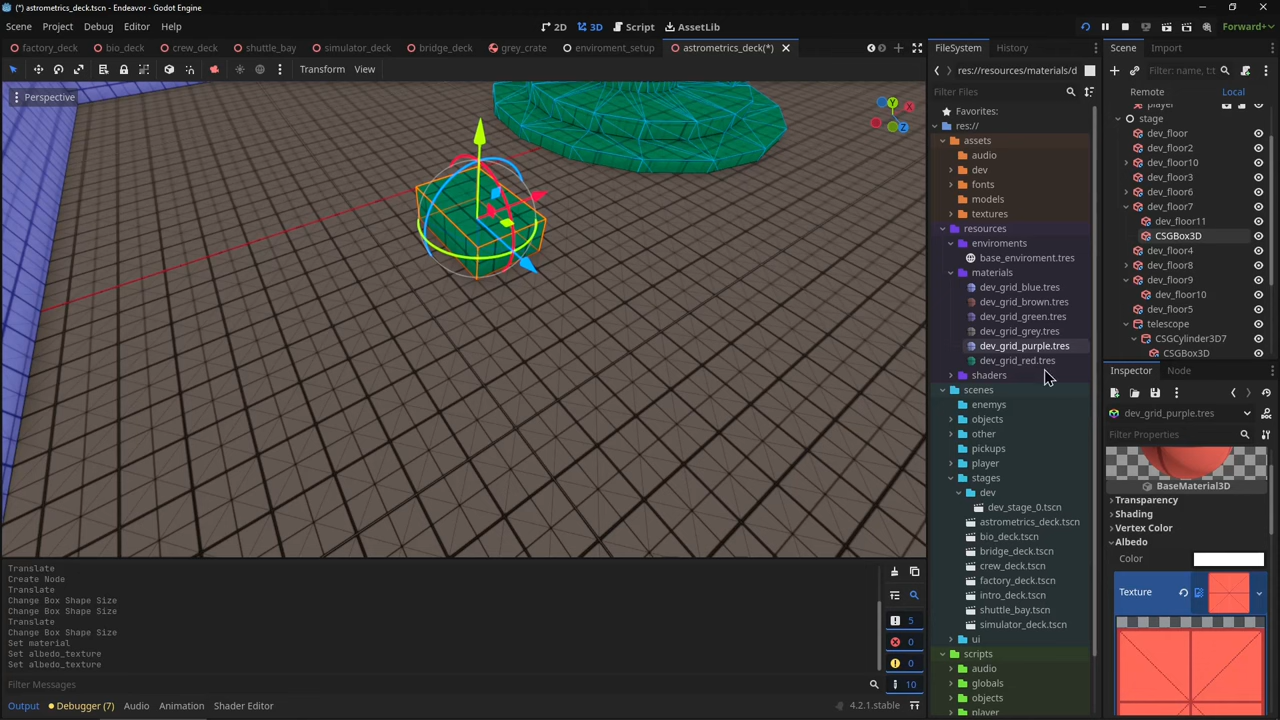 (*) astrometrics_deck.tscn - Endeavor - Godot Engine
Scene Project Debug Editor Help
2D 3D Script AssetLib
Forward+
factory_deck bio_deck crew_deck shuttle_bay simulator_deck bridge_deck grey_crate enviroment_setup astrometrics_deck(*)
Transform View
Perspective
Y
X
Z
FileSystem History
res://resources/materials/d
Filter Files
Favorites:
res://
assets
audio
dev
fonts
models
textures
resources
enviroments
base_enviroment.tres
materials
dev_grid_blue.tres
dev_grid_brown.tres
dev_grid_green.tres
dev_grid_grey.tres
dev_grid_purple.tres
dev_grid_red.tres
shaders
scenes
enemys
objects
other
pickups
player
stages
dev
dev_stage_0.tscn
astrometrics_deck.tscn
bio_deck.tscn
bridge_deck.tscn
crew_deck.tscn
factory_deck.tscn
intro_deck.tscn
shuttle_bay.tscn
simulator_deck.tscn
ui
scripts
audio
globals
objects
player
Scene Import
Filter: name, t:t
Remote Local
player
stage
dev_floor
dev_floor2
dev_floor10
dev_floor3
dev_floor6
dev_floor7
dev_floor11
CSGBox3D
dev_floor4
dev_floor8
dev_floor9
dev_floor10
dev_floor5
telescope
CSGCylinder3D7
CSGBox3D
Inspector Node
dev_grid_purple.tres
Filter Properties
BaseMaterial3D
Transparency
Shading
Vertex Color
Albedo
Color
Texture
Translate
Create Node
Translate
Change Box Shape Size
Change Box Shape Size
Translate
Change Box Shape Size
Set material
Set albedo_texture
Set albedo_texture
5
0
0
10
Filter Messages
Output Debugger (7) Audio Animation Shader Editor
4.2.1.stable